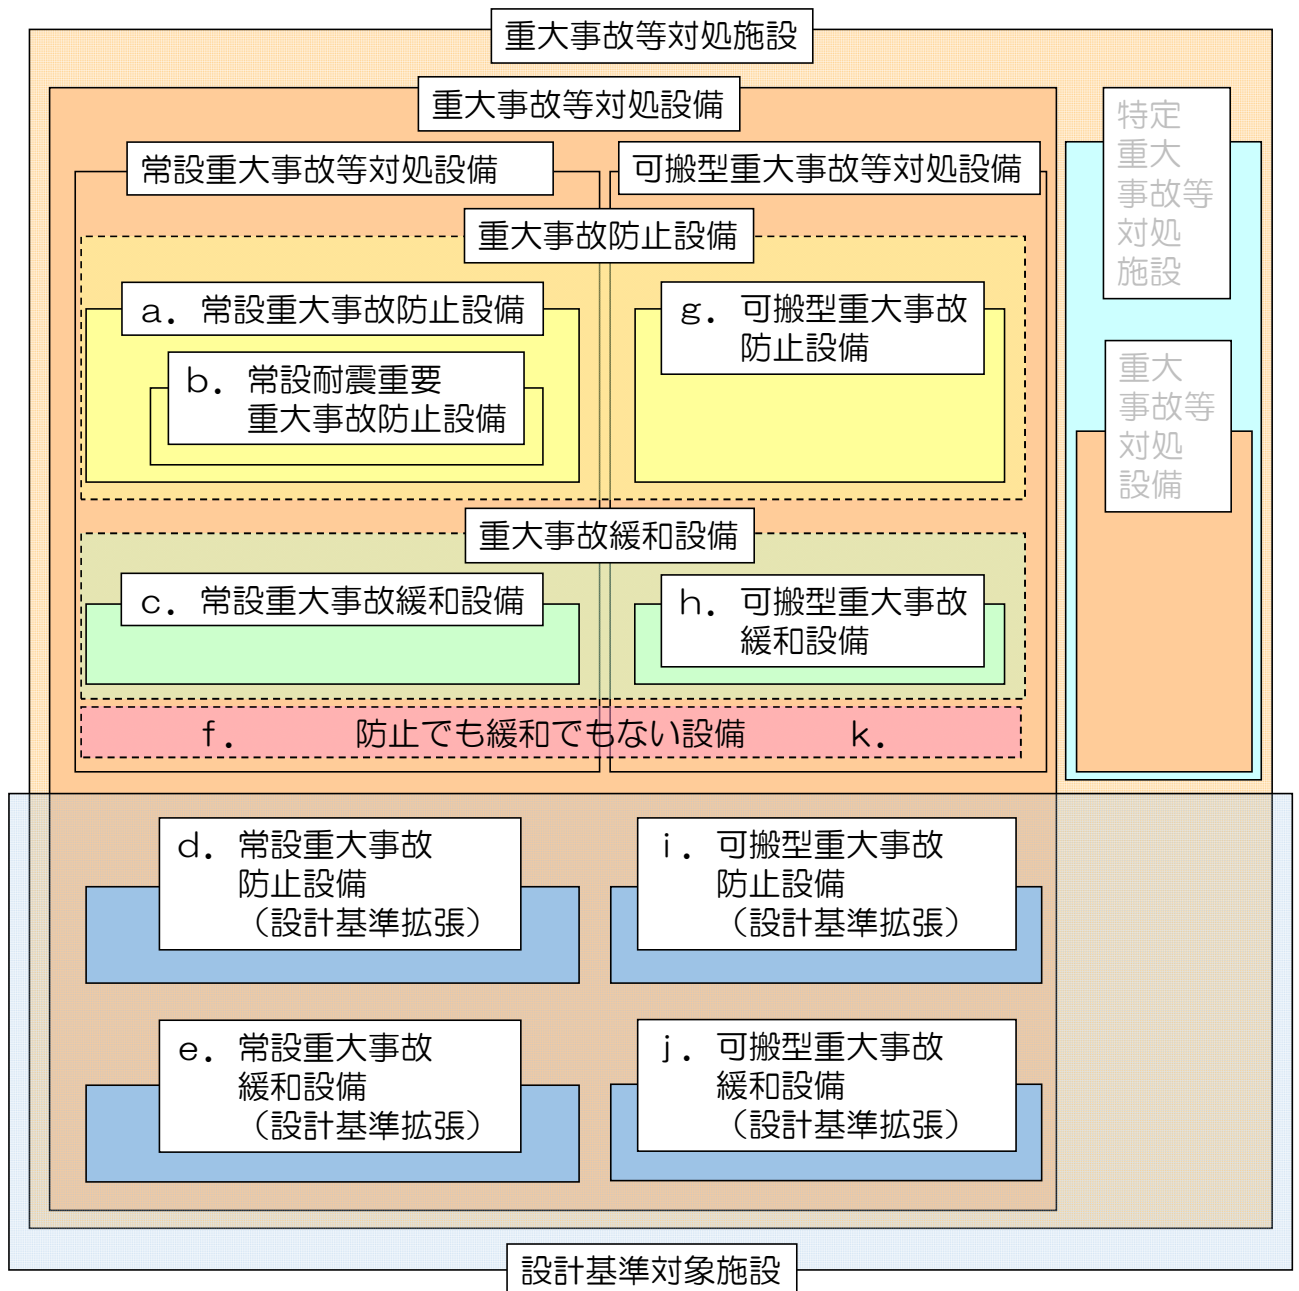 重大事故等対処施設
重大事故等対処設備
常設重大事故等対処設備
可搬型重大事故等対処設備
重大事故防止設備
a．常設重大事故防止設備
b．常設耐震重要
重大事故防止設備
g．可搬型重大事故
防止設備
重大事故緩和設備
c．常設重大事故緩和設備
h．可搬型重大事故
緩和設備
f．　防止でも緩和でもない設備　k．
特定
重大
事故等
対処
施設
重大
事故等
対処
設備
d．常設重大事故
防止設備
（設計基準拡張）
i．可搬型重大事故
防止設備
（設計基準拡張）
e．常設重大事故
緩和設備
（設計基準拡張）
j．可搬型重大事故
緩和設備
（設計基準拡張）
設計基準対象施設